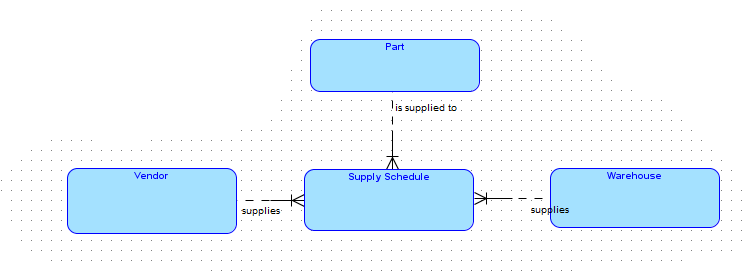 Part
is supplied to
Vendor
Supply Schedule
Warehouse
supplies
supplies